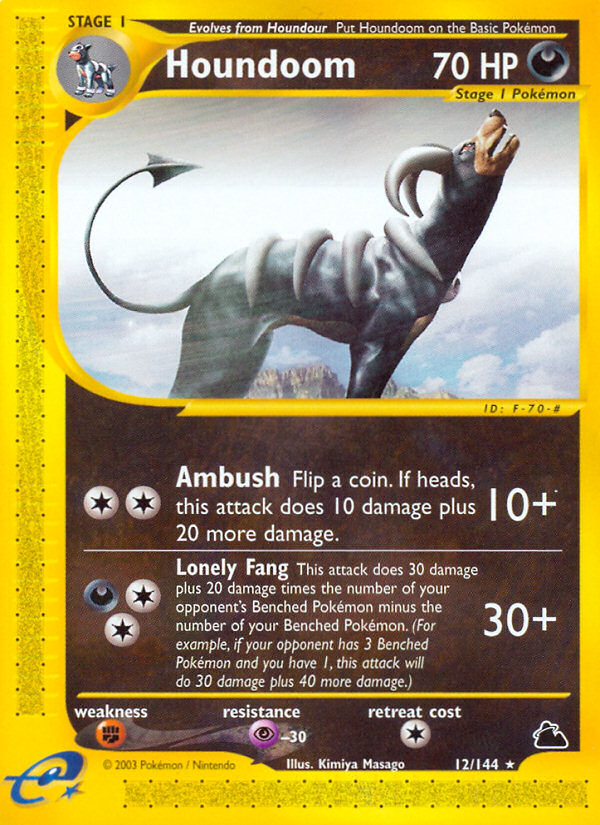 STAGE 1
Evolves from Houndour Put Houndoom on the Basic Pokémon
Houndoom 70 HP
Stage 1 Pokémon
ID: F-70-#
Ambush Flip a coin. If heads,
this attack does 10 damage plus
20 more damage.
10+
Lonely Fang This attack does 30 damage
plus 20 damage times the number of your
opponent's Benched Pokémon minus the
number of your Benched Pokémon. (For
example, if your opponent has 3 Benched
Pokémon and you have 1, this attack will
do 30 damage plus 40 more damage.)
30+
weakness resistance retreat cost
-30
© 2003 Pokémon / Nintendo Illus. Kimiya Masago 12/144 ★
e